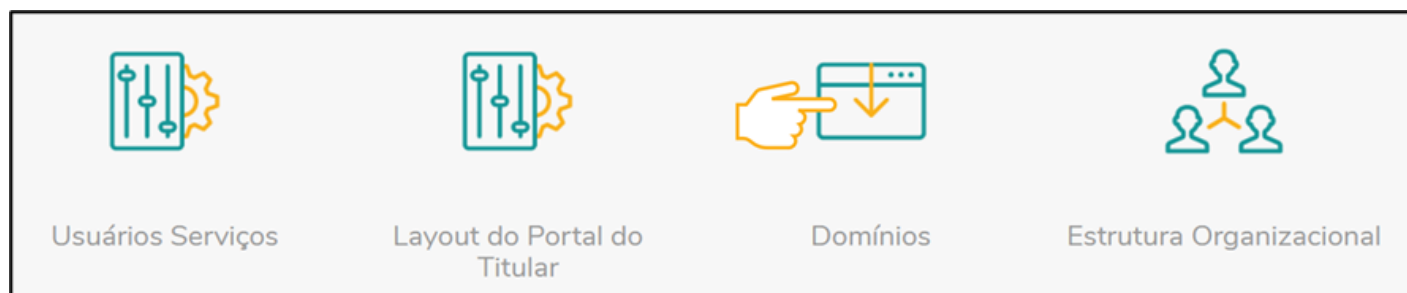 Usuários Serviços
Layout do Portal do
Titular
Domínios
Estrutura Organizacional